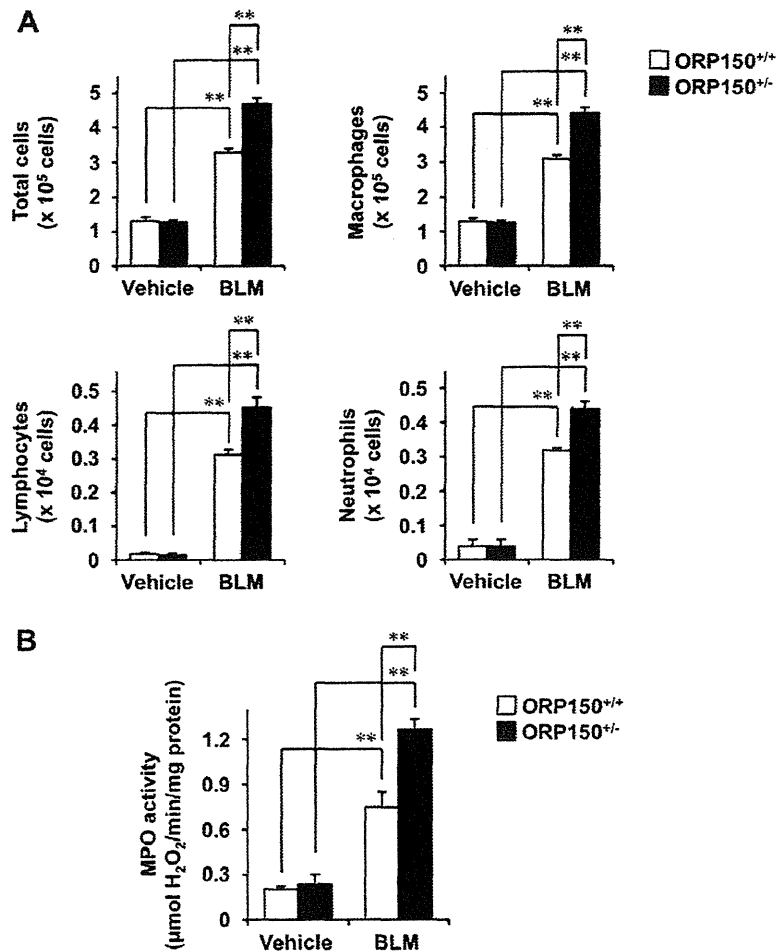 A
ORP150+/+
ORP150+/-
Total cells
(x 10⁵ cells)
5
4
3
2
1
0
**
**
**
Vehicle
BLM
Macrophages
(x 10⁵ cells)
5
4
3
2
1
0
**
**
**
Vehicle
BLM
Lymphocytes
(x 10⁴ cells)
0.5
0.4
0.3
0.2
0.1
0
**
**
**
Vehicle
BLM
Neutrophils
(x 10⁴ cells)
0.5
0.4
0.3
0.2
0.1
0
**
**
**
Vehicle
BLM
B
ORP150+/+
ORP150+/-
MPO activity
(µmol H₂O₂/min/mg protein)
1.2
0.9
0.6
0.3
0
**
**
**
Vehicle
BLM